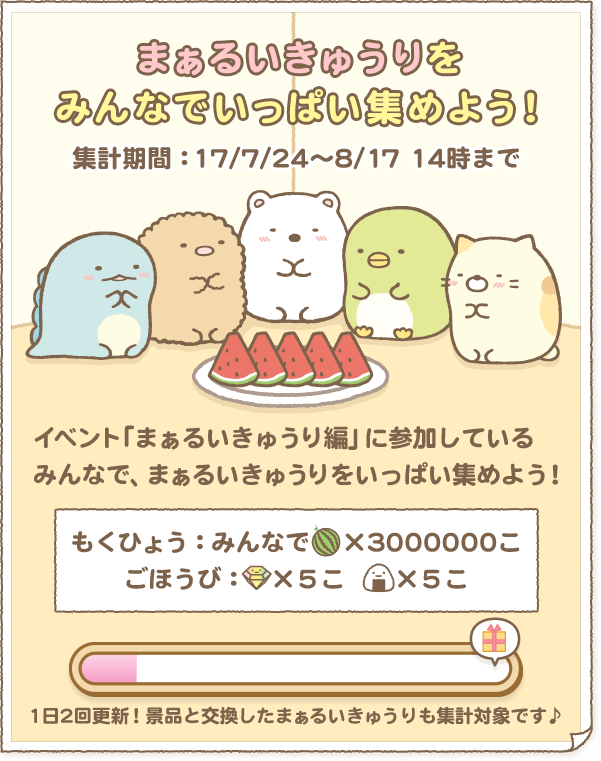 まぁるいきゅうりを
みんなでいっぱい集めよう!
集計期間：17/7/24～8/17 14時まで
イベント「まぁるいきゅうり編」に参加している
みんなで、まぁるいきゅうりをいっぱい集めよう!
もくひょう：みんなで×3000000こ
ごほうび：×5こ ×5こ
1日2回更新!景品と交換したまぁるいきゅうりも集計対象です♪